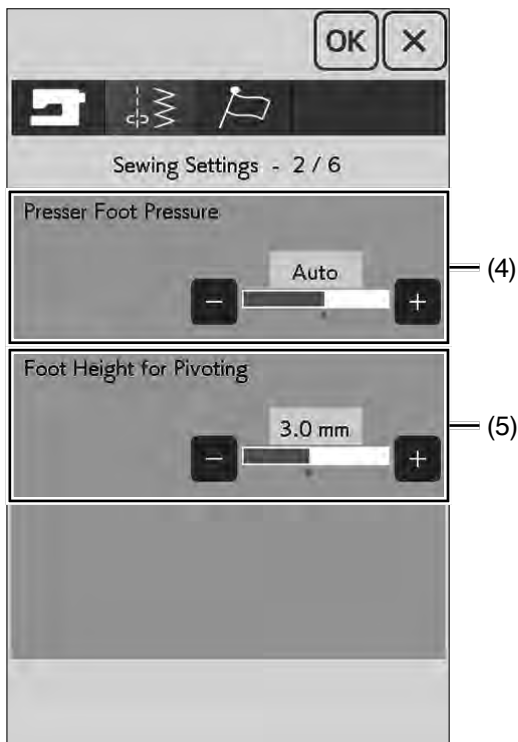 OK ×
Sewing Settings - 2 / 6
Presser Foot Pressure
Auto
− +
(4)
Foot Height for Pivoting
3.0 mm
− +
(5)